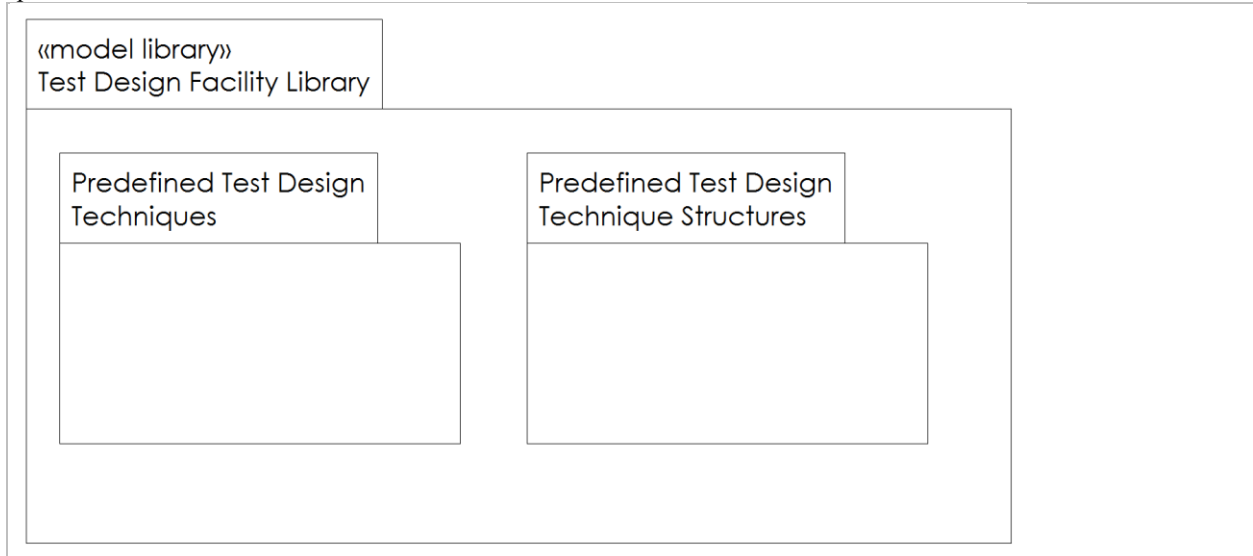 «model library»
Test Design Facility Library
Predefined Test Design
Techniques
Predefined Test Design
Technique Structures